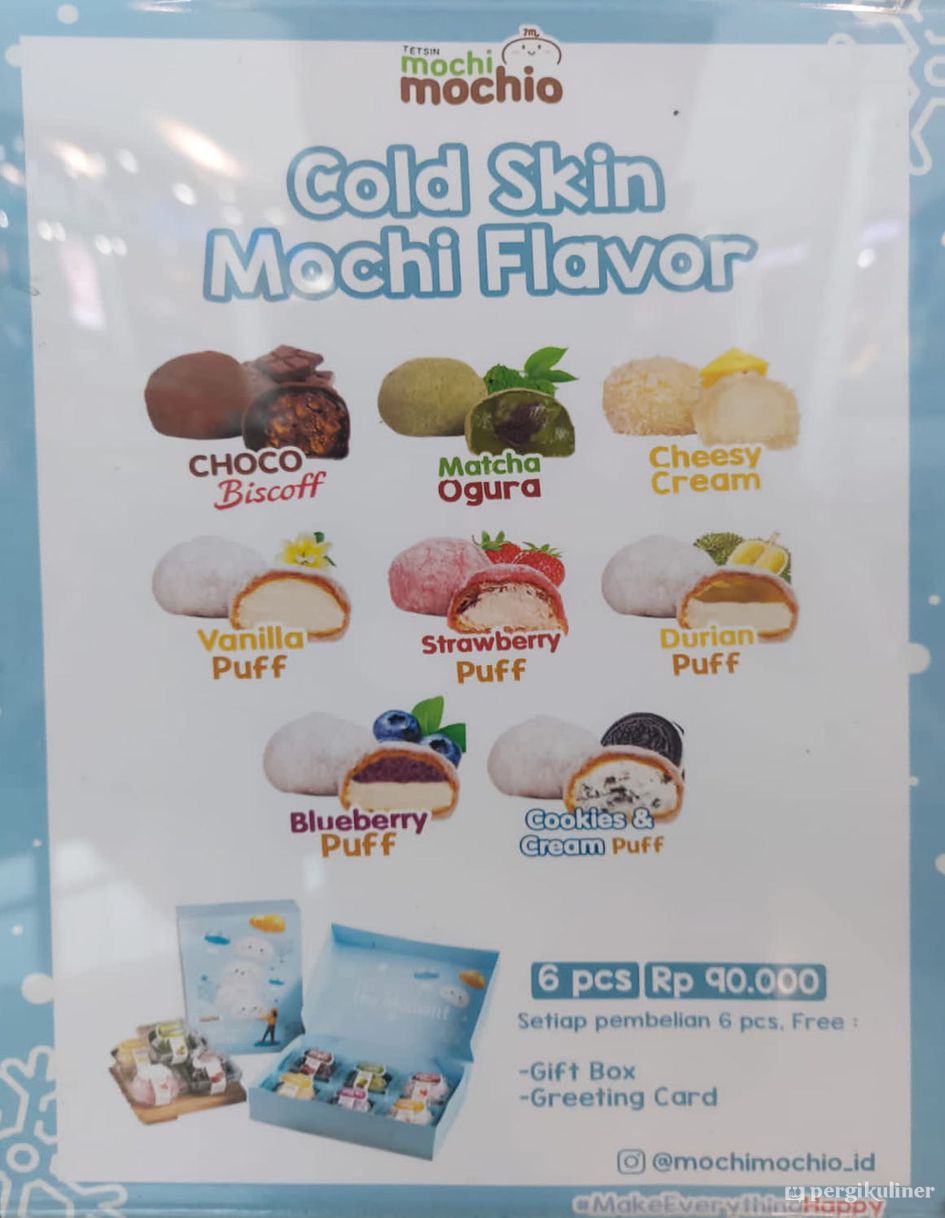 TETSIN
mochi
mochio
Cold Skin
Mochi Flavor
CHOCO
Biscoff
Matcha
Ogura
Cheesy
Cream
Vanilla
Puff
Strawberry
Puff
Durian
Puff
Blueberry
Puff
Cookies &
Cream Puff
6 pcs Rp 90.000
Setiap pembelian 6 pcs, Free :
-Gift Box
-Greeting Card
@mochimochio_id
pergikuliner
#MakeEverythingHappy